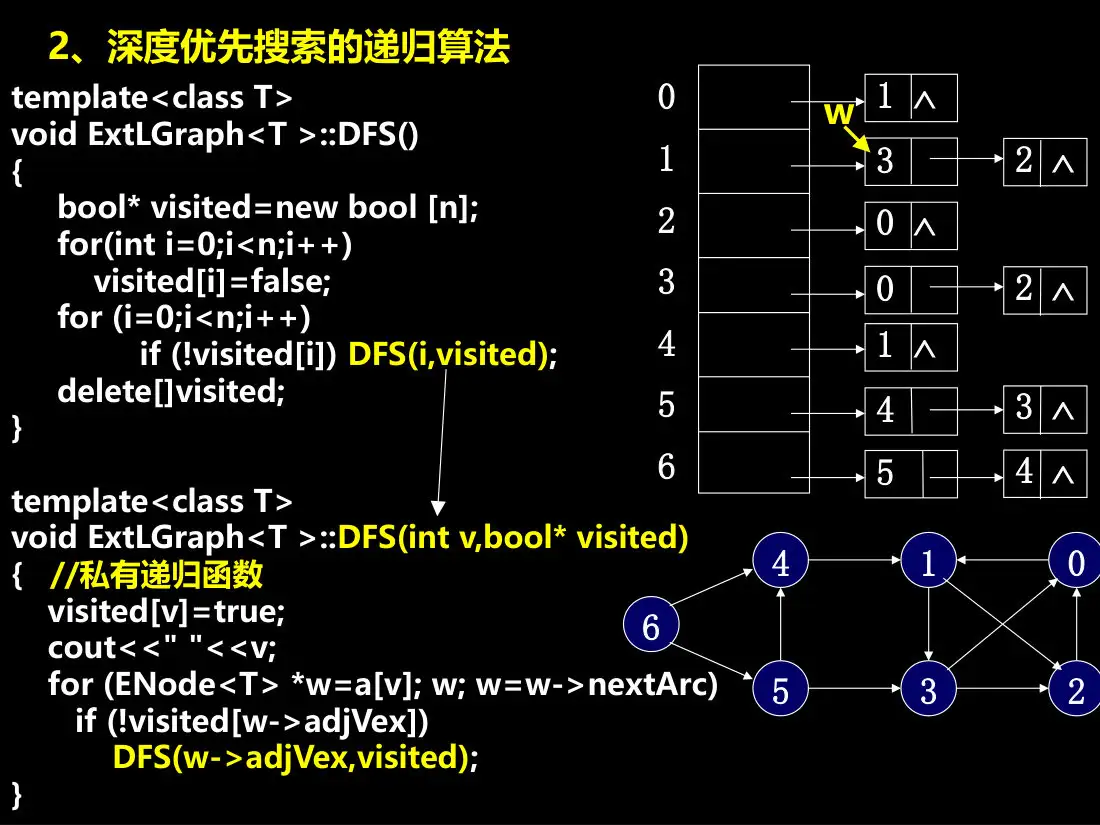 2、深度优先搜索的递归算法
template<class T>
void ExtLGraph<T >::DFS()
{
bool* visited=new bool [n];
for(int i=0;i<n;i++)
visited[i]=false;
for (i=0;i<n;i++)
if (!visited[i]) DFS(i,visited);
delete[]visited;
}
template<class T>
void ExtLGraph<T >::DFS(int v,bool* visited)
{ //私有递归函数
visited[v]=true;
cout<<" "<<v;
for (ENode<T> *w=a[v]; w; w=w->nextArc)
if (!visited[w->adjVex])
DFS(w->adjVex,visited);
}
0 1 ∧
w
1 3 2 ∧
2 0 ∧
3 0 2 ∧
4 1 ∧
5 4 3 ∧
6 5 4 ∧
4 1 0
6
5 3 2